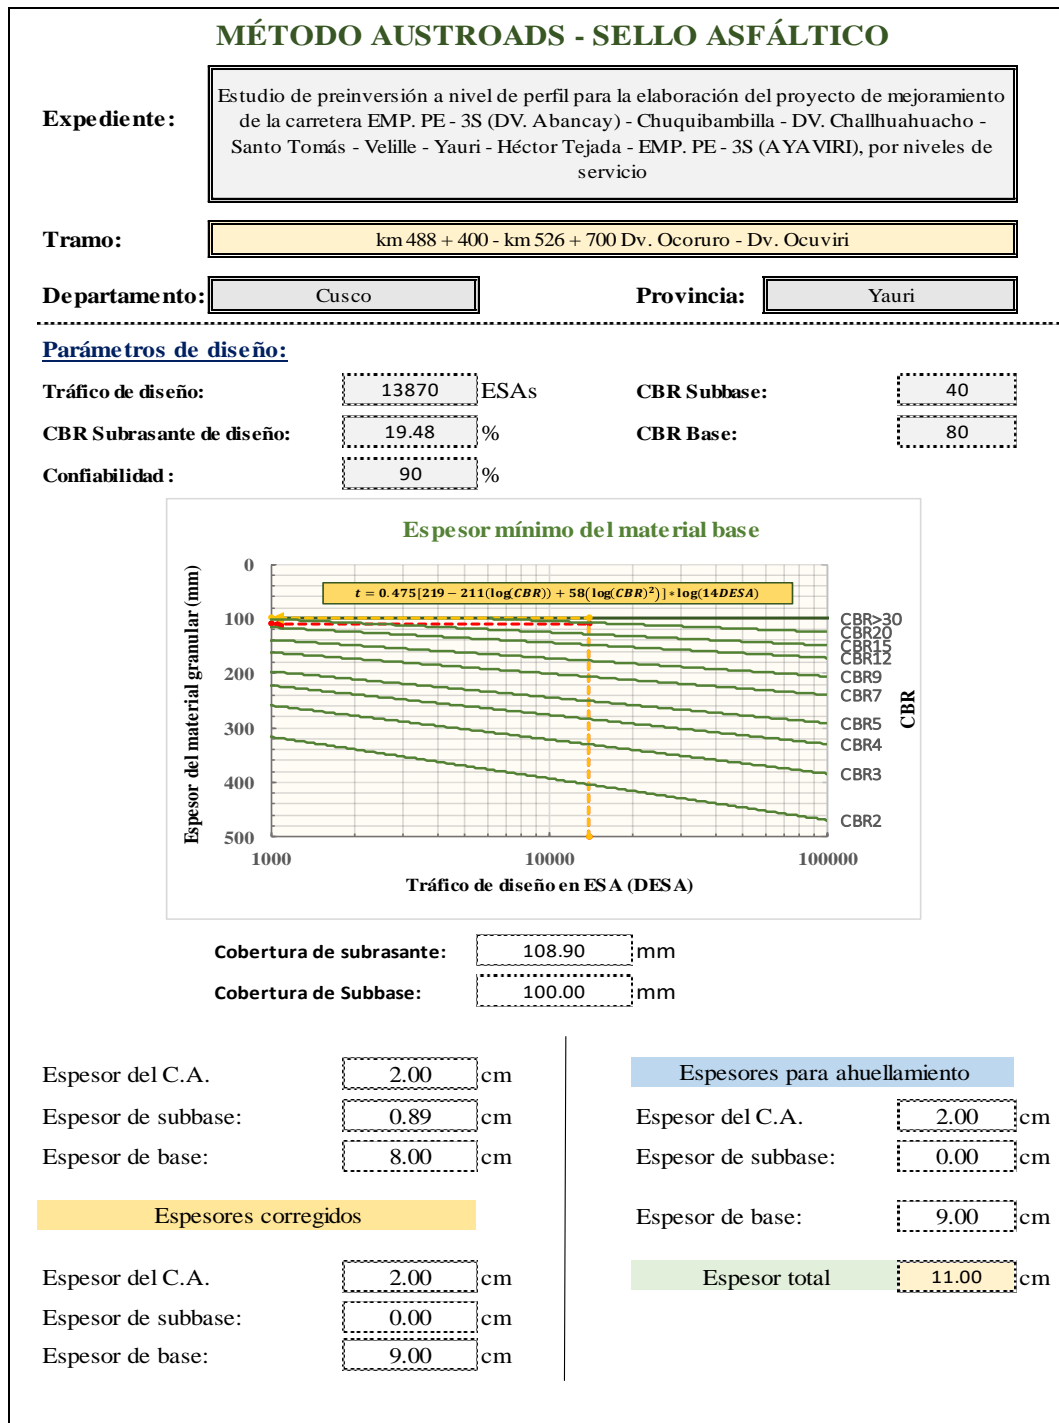 MÉTODO AUSTROADS - SELLO ASFÁLTICO
Expediente:
Estudio de preinversión a nivel de perfil para la elaboración del proyecto de mejoramiento
de la carretera EMP. PE - 3S (DV. Abancay) - Chuquibambilla - DV. Challhuahuacho -
Santo Tomás - Velille - Yauri - Héctor Tejada - EMP. PE - 3S (AYAVIRI), por niveles de
servicio
Tramo: km 488 + 400 - km 526 + 700 Dv. Ocoruro - Dv. Ocuviri
Departamento: Cusco Provincia: Yauri
Parámetros de diseño:
Tráfico de diseño: 13870 ESAs CBR Subbase: 40
CBR Subrasante de diseño: 19.48 % CBR Base: 80
Confiabilidad : 90 %
Espesor mínimo del material base
t = 0.475[219 − 211(log(CBR)) + 58(log(CBR)²)] ∗ log(14DESA)
Espesor del material granular (mm)
0
100
200
300
400
500
CBR>30
CBR20
CBR15
CBR12
CBR9
CBR7
CBR5
CBR4
CBR3
CBR2
CBR
1000 10000 100000
Tráfico de diseño en ESA (DESA)
Cobertura de subrasante: 108.90 mm
Cobertura de Subbase: 100.00 mm
Espesor del C.A. 2.00 cm
Espesor de subbase: 0.89 cm
Espesor de base: 8.00 cm
Espesores corregidos
Espesor del C.A. 2.00 cm
Espesor de subbase: 0.00 cm
Espesor de base: 9.00 cm
Espesores para ahuellamiento
Espesor del C.A. 2.00 cm
Espesor de subbase: 0.00 cm
Espesor de base: 9.00 cm
Espesor total 11.00 cm